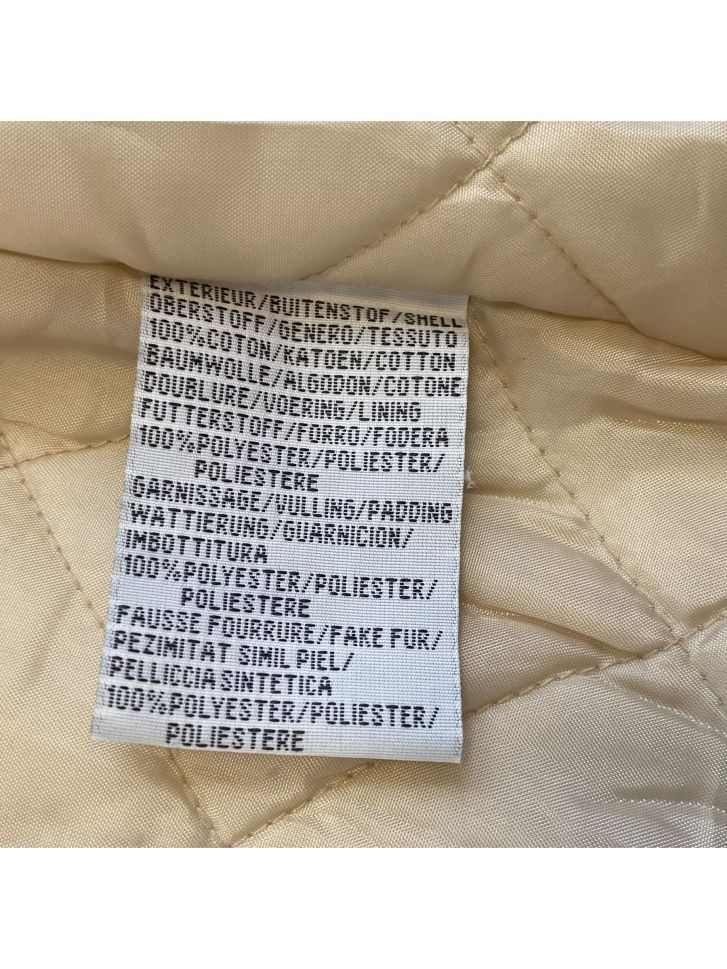 EXTERIEUR/BUITENSTOF/SHELL
OBERSTOFF/GENERO/TESSUTO
100%COTON/KATOEN/COTTON
BAUMWOLLE/ALGODON/COTONE
DOUBLURE/VOERING/LINING
FUTTERSTOFF/FORRO/FODERA
100%POLYESTER/POLIESTER/
POLIESTERE
GARNISSAGE/VULLING/PADDING
WATTIERUNG/GUARNICION/
IMBOTTITURA
100%POLYESTER/POLIESTER/
POLIESTERE
FAUSSE FOURRURE/FAKE FUR/
PEZIMITAT SIMIL PIEL/
PELLICCIA SINTETICA
100%POLYESTER/POLIESTER/
POLIESTERE